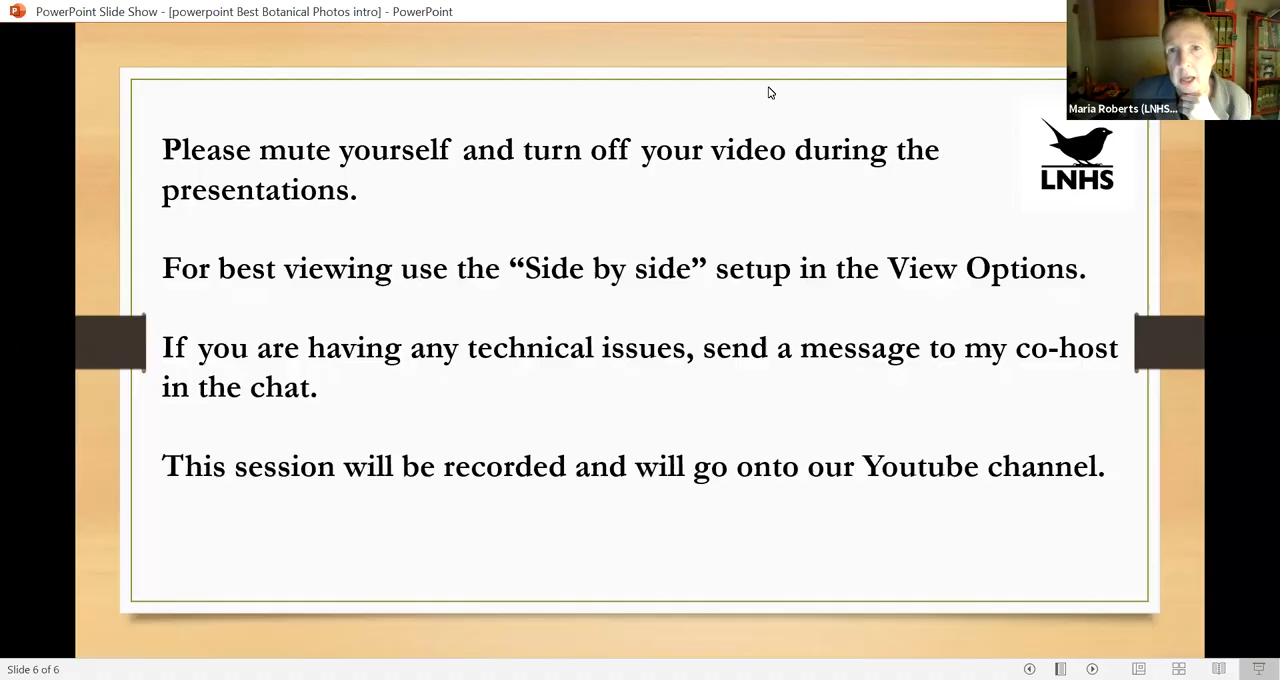 PowerPoint Slide Show - [powerpoint Best Botanical Photos intro] - PowerPoint
Maria Roberts (LNHS...
Please mute yourself and turn off your video during the
presentations.
LNHS
For best viewing use the “Side by side” setup in the View Options.
If you are having any technical issues, send a message to my co-host
in the chat.
This session will be recorded and will go onto our Youtube channel.
Slide 6 of 6